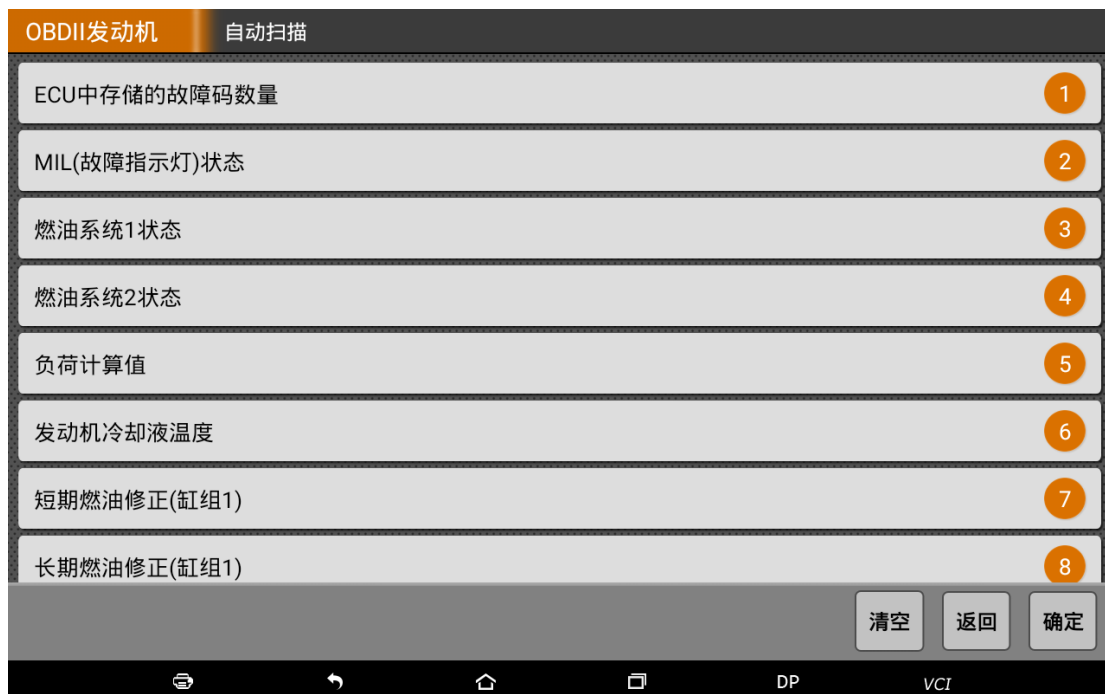 OBDII发动机 自动扫描
ECU中存储的故障码数量 1
MIL(故障指示灯)状态 2
燃油系统1状态 3
燃油系统2状态 4
负荷计算值 5
发动机冷却液温度 6
短期燃油修正(缸组1) 7
长期燃油修正(缸组1) 8
清空 返回 确定
DP VCI